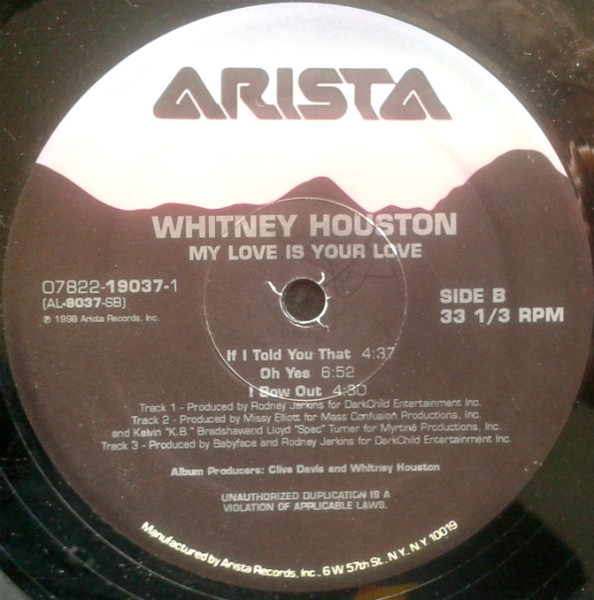 ARISTA
WHITNEY HOUSTON
MY LOVE IS YOUR LOVE
07822-19037-1
(AL-9037-SB)
℗ 1998 Arista Records, Inc.
SIDE B
33 1/3 RPM
If I Told You That 4:37
Oh Yes 6:52
I Bow Out 4:30
Track 1 - Produced by Rodney Jerkins for DarkChild Entertainment Inc.
Track 2 - Produced by Missy Elliott for Mass Confusion Productions, Inc.
and Kelvin "K.B." Bradshawand Lloyd "Spec" Turner for Myrtine Productions, Inc.
Track 3 - Produced by Babyface and Rodney Jerkins for DarkChild Entertainment Inc.
Album Producers: Clive Davis and Whitney Houston
UNAUTHORIZED DUPLICATION IS A
VIOLATION OF APPLICABLE LAWS.
Manufactured by Arista Records, Inc., 6 W 57th St., N.Y., N.Y 10019